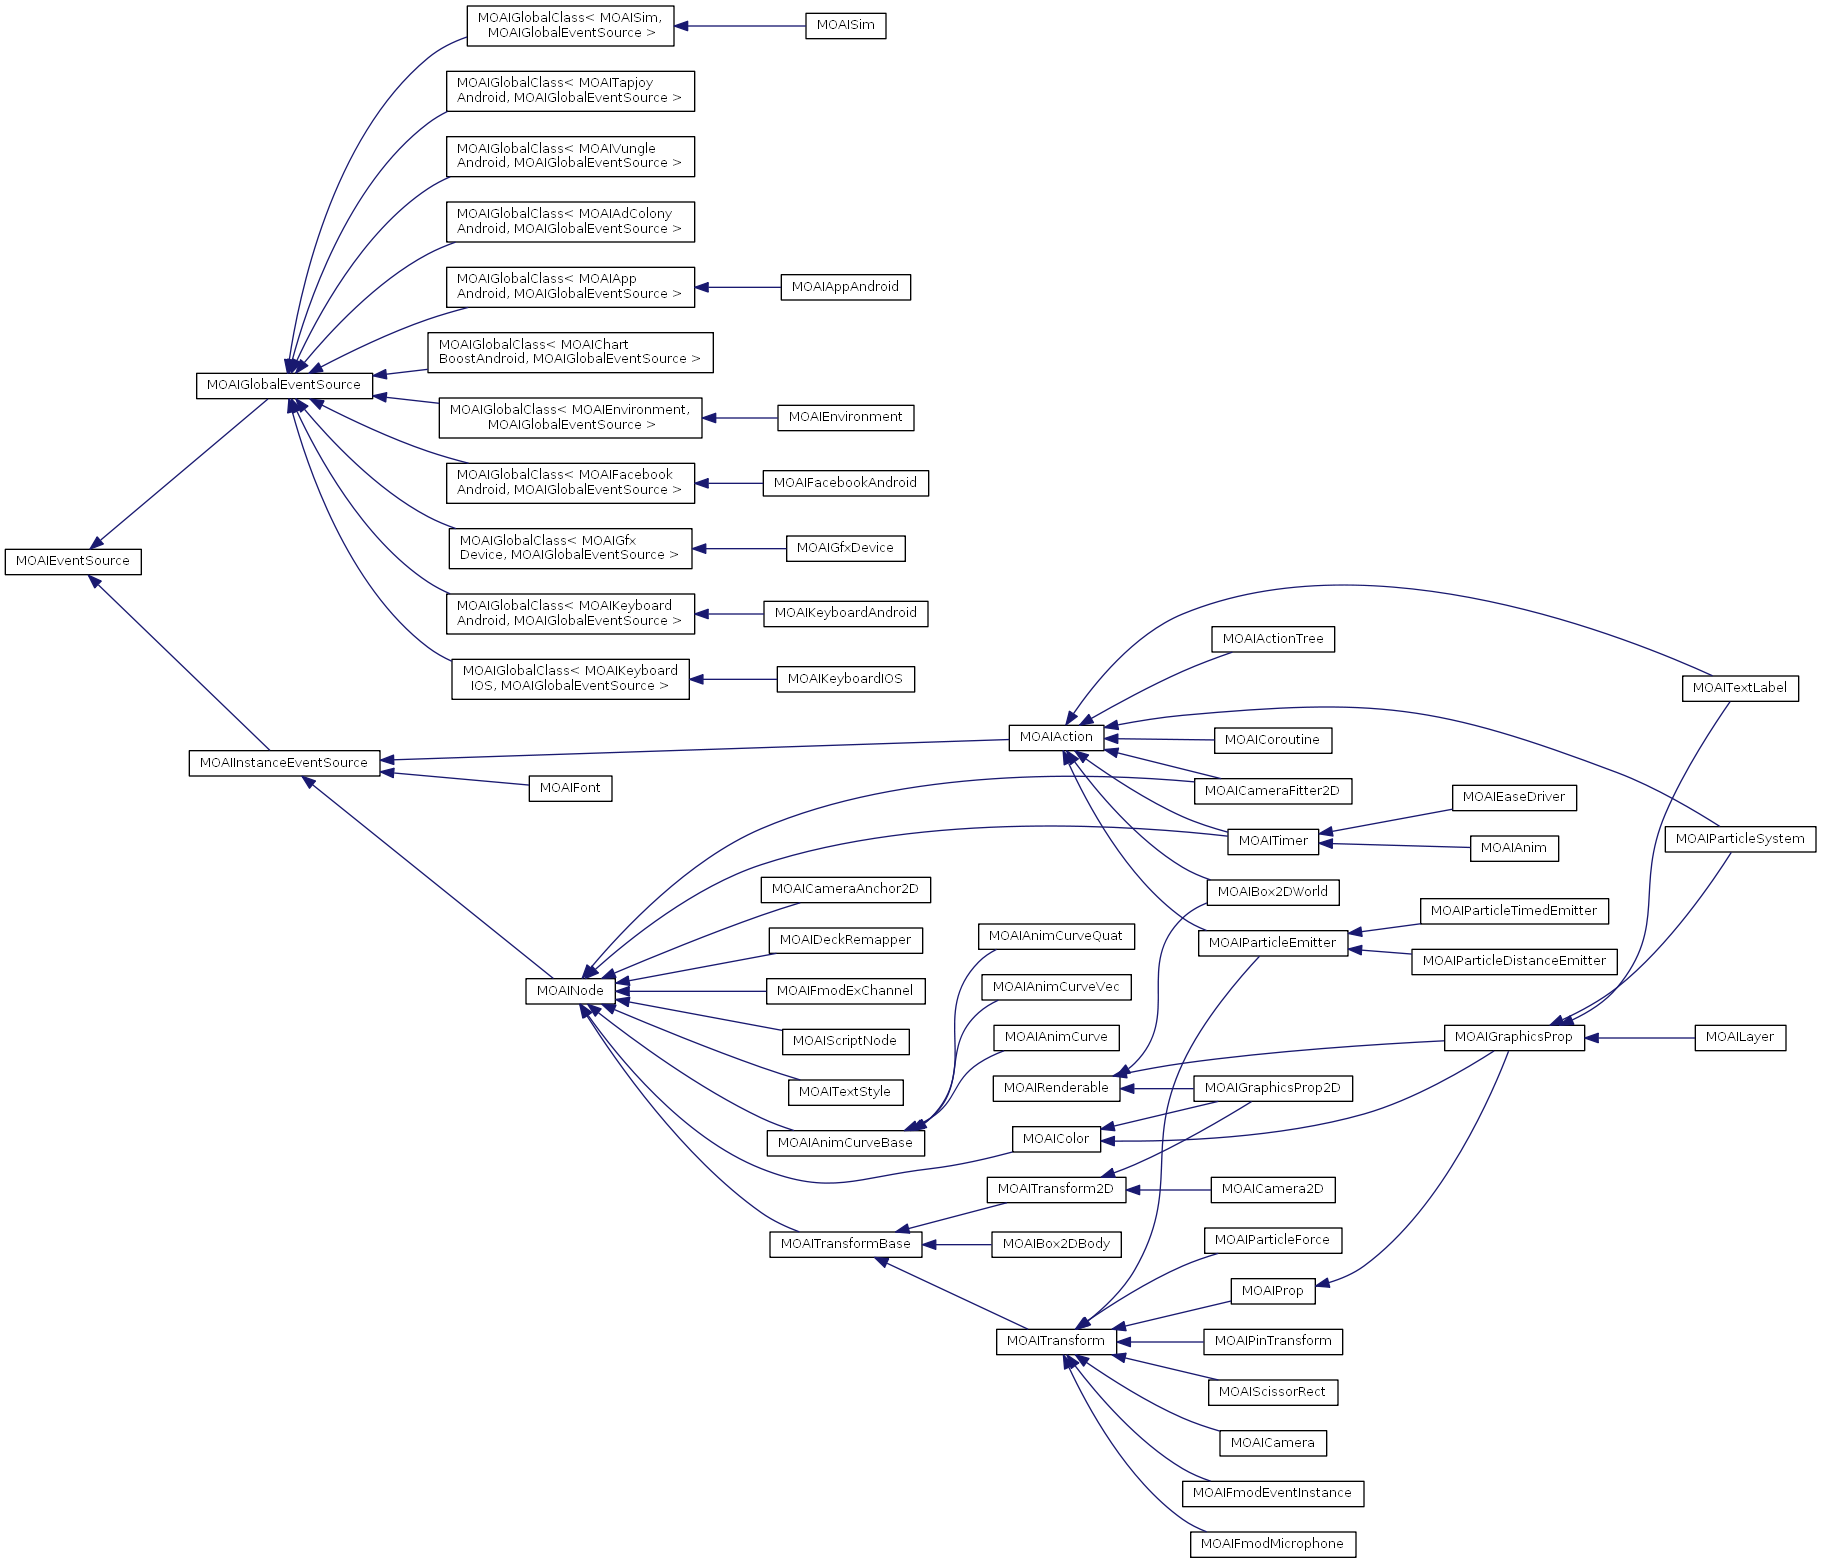 MOAIGlobalClass< MOAISim,
MOAIGlobalEventSource >
MOAISim
MOAIGlobalClass< MOAITapjoy
Android, MOAIGlobalEventSource >
MOAIGlobalClass< MOAIVungle
Android, MOAIGlobalEventSource >
MOAIGlobalClass< MOAIAdColony
Android, MOAIGlobalEventSource >
MOAIGlobalClass< MOAIApp
Android, MOAIGlobalEventSource >
MOAIAppAndroid
MOAIGlobalClass< MOAIChart
BoostAndroid, MOAIGlobalEventSource >
MOAIGlobalEventSource
MOAIGlobalClass< MOAIEnvironment,
MOAIGlobalEventSource >
MOAIEnvironment
MOAIGlobalClass< MOAIFacebook
Android, MOAIGlobalEventSource >
MOAIFacebookAndroid
MOAIGlobalClass< MOAIGfx
Device, MOAIGlobalEventSource >
MOAIGfxDevice
MOAIEventSource
MOAIGlobalClass< MOAIKeyboard
Android, MOAIGlobalEventSource >
MOAIKeyboardAndroid
MOAIGlobalClass< MOAIKeyboard
IOS, MOAIGlobalEventSource >
MOAIKeyboardIOS
MOAIActionTree
MOAITextLabel
MOAIAction
MOAICoroutine
MOAIInstanceEventSource
MOAIFont
MOAICameraFitter2D
MOAIEaseDriver
MOAITimer
MOAIAnim
MOAIParticleSystem
MOAICameraAnchor2D
MOAIBox2DWorld
MOAIParticleTimedEmitter
MOAIDeckRemapper
MOAIAnimCurveQuat
MOAIParticleEmitter
MOAIParticleDistanceEmitter
MOAINode
MOAIFmodExChannel
MOAIAnimCurveVec
MOAIScriptNode
MOAIAnimCurve
MOAIGraphicsProp
MOAILayer
MOAITextStyle
MOAIRenderable
MOAIGraphicsProp2D
MOAIAnimCurveBase
MOAIColor
MOAITransform2D
MOAICamera2D
MOAITransformBase
MOAIBox2DBody
MOAIParticleForce
MOAIProp
MOAITransform
MOAIPinTransform
MOAIScissorRect
MOAICamera
MOAIFmodEventInstance
MOAIFmodMicrophone